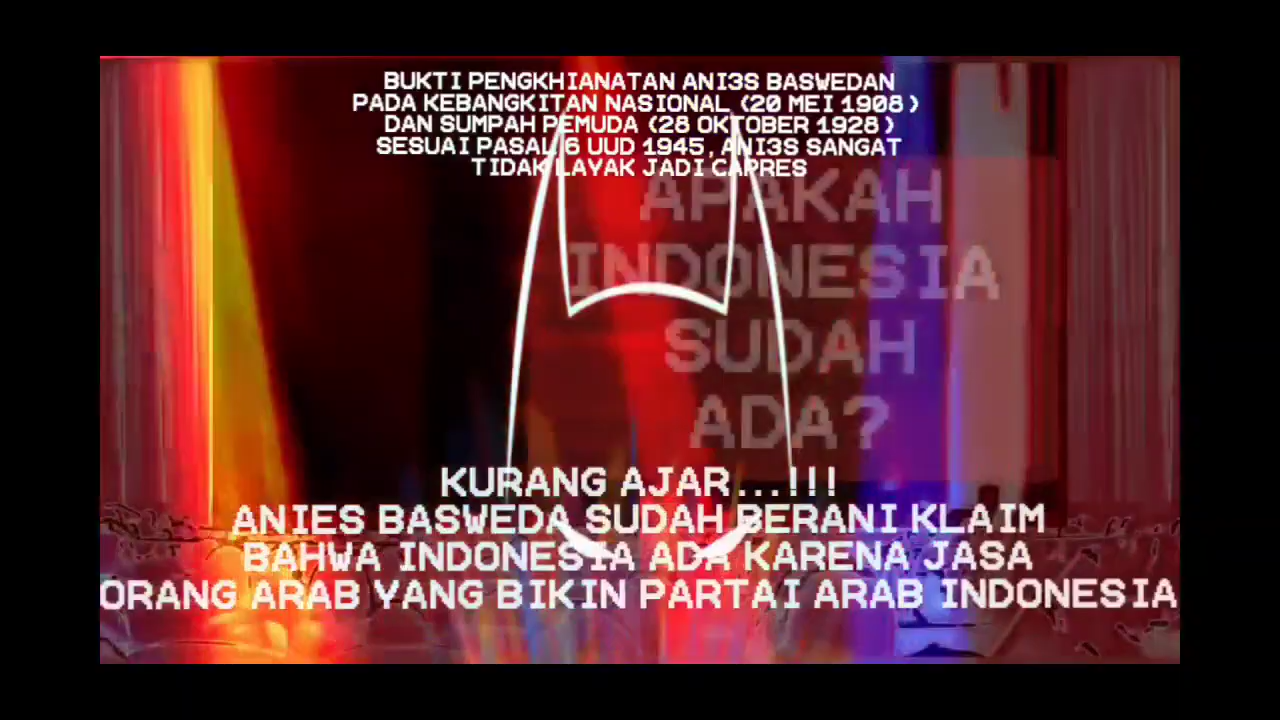 BUKTI PENGKHIANATAN ANI3S BASWEDAN
PADA KEBANGKITAN NASIONAL (20 MEI 1908)
DAN SUMPAH PEMUDA (28 OKTOBER 1928)
SESUAI PASAL 6 UUD 1945, ANI3S SANGAT
TIDAK LAYAK JADI CAPRES
APAKAH
INDONESIA
SUDAH
ADA?
KURANG AJAR...!!!
ANIES BASWEDA SUDAH BERANI KLAIM
BAHWA INDONESIA ADA KARENA JASA
ORANG ARAB YANG BIKIN PARTAI ARAB INDONESIA